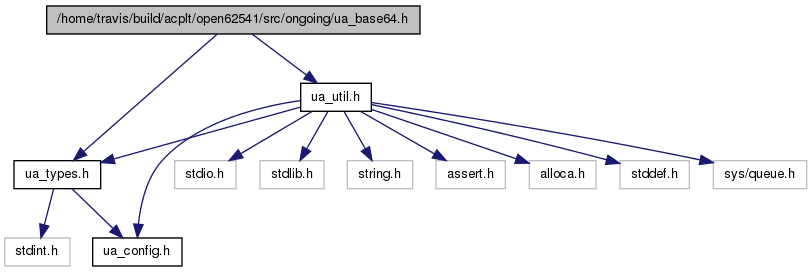 /home/travis/build/acplt/open62541/src/ongoing/ua_base64.h
ua_util.h
ua_types.h
stdio.h
stdlib.h
string.h
assert.h
alloca.h
stddef.h
sys/queue.h
stdint.h
ua_config.h